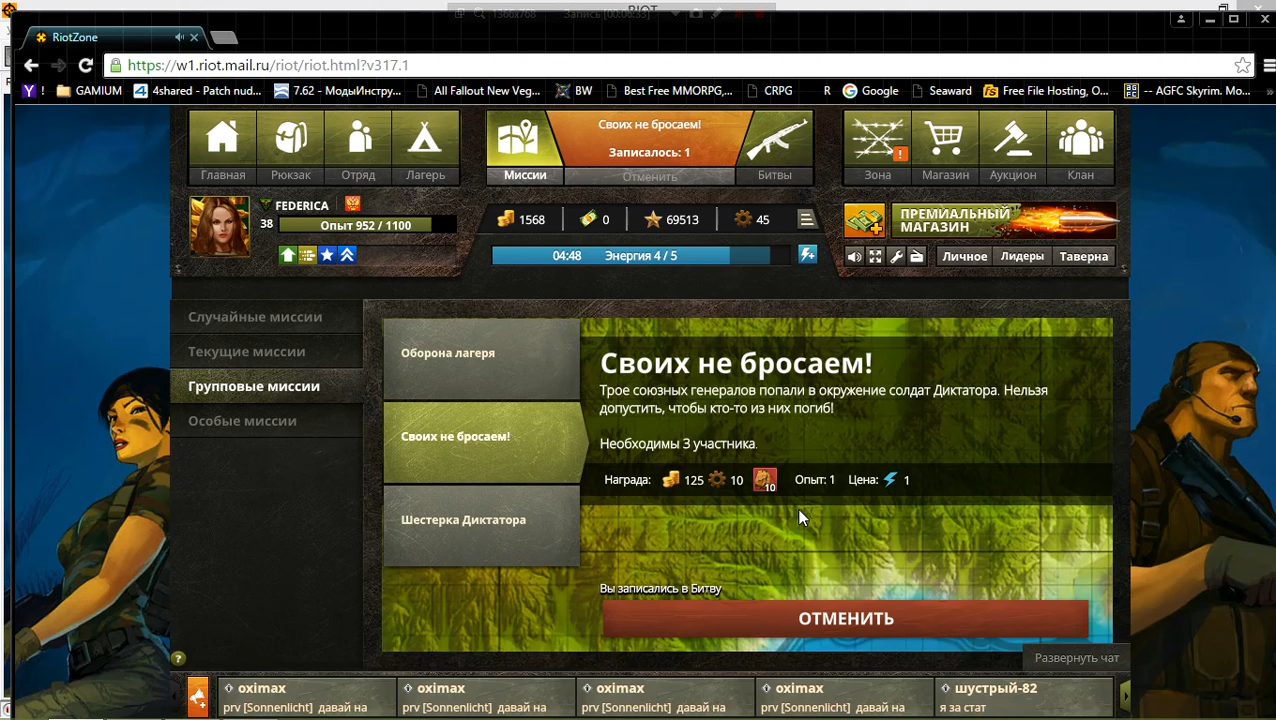 RIOT
1366x768 Запись [00:06:33]
RiotZone
https://w1.riot.mail.ru/riot/riot.html?v317.1
Y ! GAMIUM 4shared - Patch nud... 7.62 - МодыИнстру... All Fallout New Veg... BW Best Free MMORPG,... CRPG R Google Seaward Free File Hosting, O... -- AGFC Skyrim. Mo... »
Своих не бросаем!
Записалось: 1
Главная Рюкзак Отряд Лагерь Миссии Отменить Битвы Зона Магазин Аукцион Клан
FEDERICA
38 Опыт 952 / 1100
1568 0 69513 45
ПРЕМИАЛЬНЫЙ
МАГАЗИН
04:48 Энергия 4 / 5
Личное Лидеры Таверна
Случайные миссии
Текущие миссии
Групповые миссии
Особые миссии
Оборона лагеря
Своих не бросаем!
Шестерка Диктатора
Своих не бросаем!
Трое союзных генералов попали в окружение солдат Диктатора. Нельзя
допустить, чтобы кто-то из них погиб!
Необходимы 3 участника.
Награда: 125 10 10 Опыт: 1 Цена: 1
Вы записались в Битву
ОТМЕНИТЬ
?
Развернуть чат
oximax oximax oximax oximax шустрый-82
prv [Sonnenlicht] давай на prv [Sonnenlicht] давай на prv [Sonnenlicht] давай на prv [Sonnenlicht] давай на я за стат